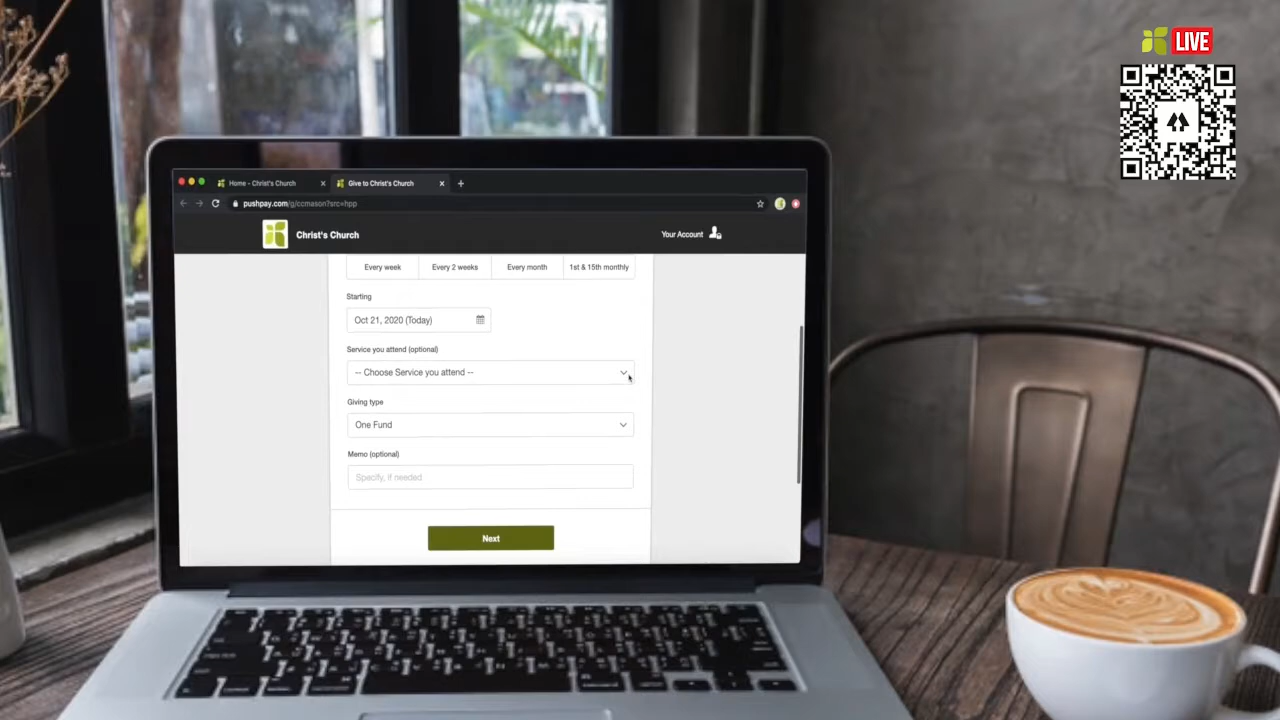 LIVE
Home - Christ's Church
Give to Christ's Church
pushpay.com/g/ccmason?src=hpp
Christ's Church
Your Account
Every week
Every 2 weeks
Every month
1st & 15th monthly
Starting
Oct 21, 2020 (Today)
Service you attend (optional)
-- Choose Service you attend --
Giving type
One Fund
Memo (optional)
Specify, if needed
Next